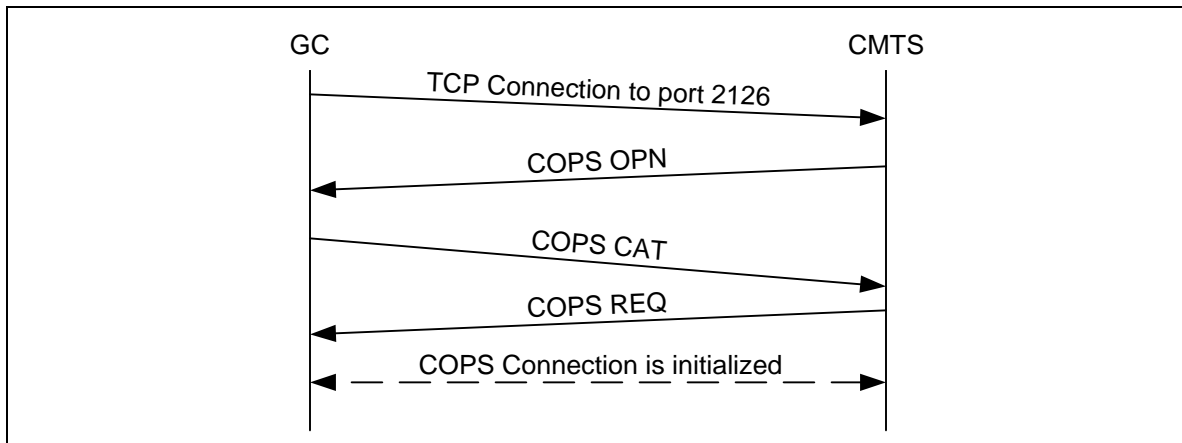 GC
CMTS
TCP Connection to port 2126
COPS OPN
COPS CAT
COPS REQ
COPS Connection is initialized